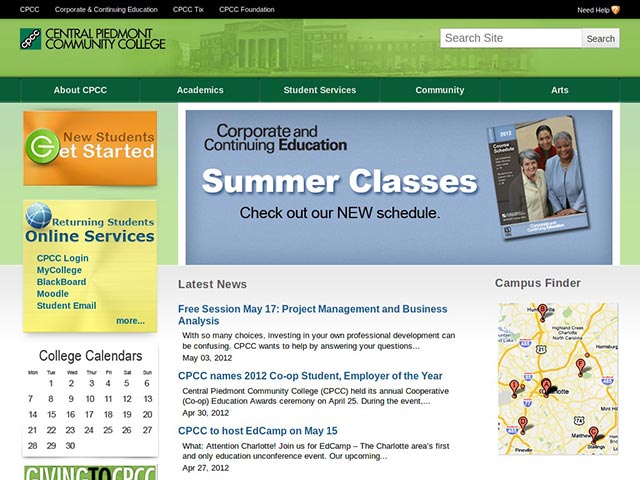 CPCC
Corporate & Continuing Education
CPCC Tix
CPCC Foundation
Need Help
CPCC
CENTRAL PIEDMONT
COMMUNITY COLLEGE
Search Site
Search
About CPCC
Academics
Student Services
Community
Arts
New Students
Get Started
Corporate and
Continuing Education
Summer Classes
Check out our NEW schedule.
2012
Course
Schedule
Corporate and
Continuing Education
Returning Students
Online Services
CPCC Login
MyCollege
BlackBoard
Moodle
Student Email
more...
College Calendars
Mon Tue Wed Thu Fri Sat Sun
1 2 3 4 5 6
7 8 9 10 11 12 13
14 15 16 17 18 19 20
21 22 23 24 25 26 27
28 29 30
GIVING TO CPCC
Latest News
Free Session May 17: Project Management and Business
Analysis
With so many choices, investing in your own professional development can
be confusing. CPCC wants to help by answering your questions...
May 03, 2012
CPCC names 2012 Co-op Student, Employer of the Year
Central Piedmont Community College (CPCC) held its annual Cooperative
(Co-op) Education Awards ceremony on April 25. During the event,...
Apr 30, 2012
CPCC to host EdCamp on May 15
What: Attention Charlotte! Join us for EdCamp – The Charlotte area's first
and only education unconference event. Our upcoming...
Apr 27, 2012
Campus Finder
Huntersville
Highland Creek
Charlotte
North Carolina
Mint Hill
Matthews